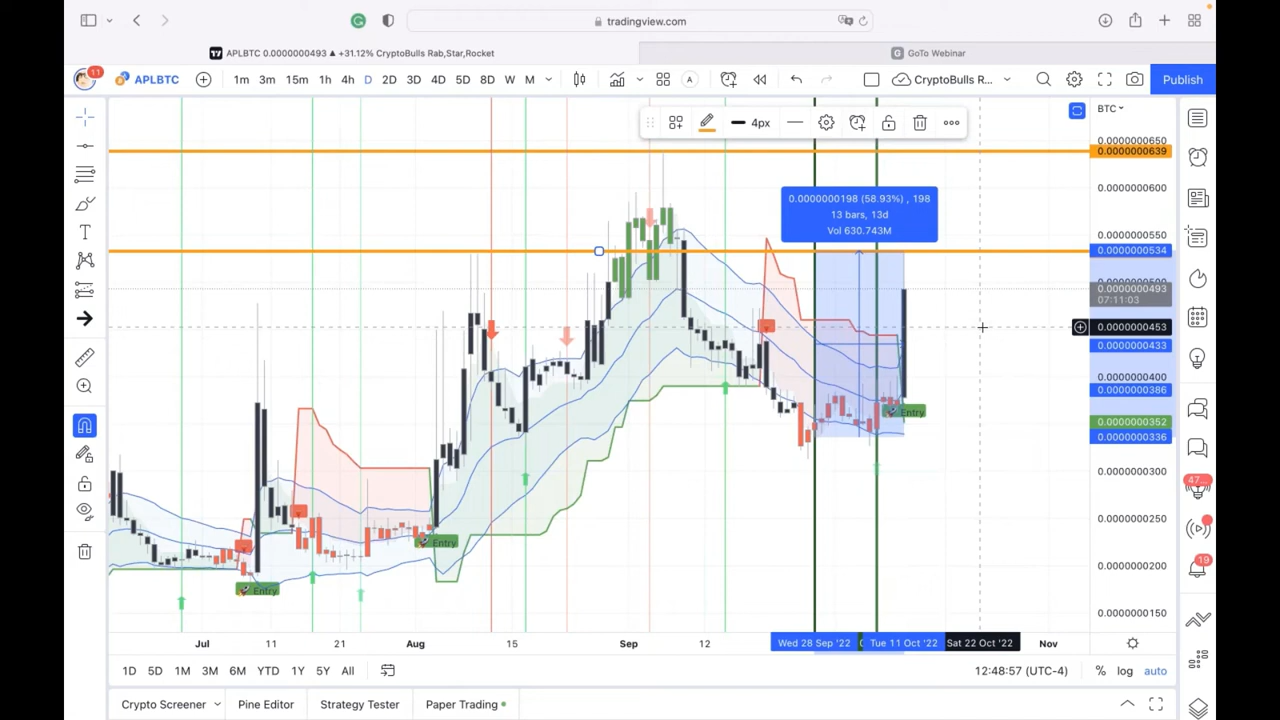 tradingview.com
APLBTC 0.0000000493 ▲ +31.12% CryptoBulls Rab,Star,Rocket
GoTo Webinar
11
APLBTC
1m 3m 15m 1h 4h D 2D 3D 4D 5D 8D W M
CryptoBulls R...
Publish
4px
BTC
0.0000000650
0.0000000639
0.0000000600
0.0000000550
0.0000000534
0.0000000493
07:11:03
0.0000000453
0.0000000433
0.0000000400
0.0000000386
0.0000000352
0.0000000336
0.0000000300
0.0000000250
0.0000000200
0.0000000150
0.0000000198 (58.93%) , 198
13 bars, 13d
Vol 630.743M
Entry
Entry
Entry
47...
19
Jul 11 21 Aug 15 Sep 12 Wed 28 Sep '22 Tue 11 Oct '22 Sat 22 Oct '22 Nov
1D 5D 1M 3M 6M YTD 1Y 5Y All
12:48:57 (UTC-4) % log auto
Crypto Screener Pine Editor Strategy Tester Paper Trading